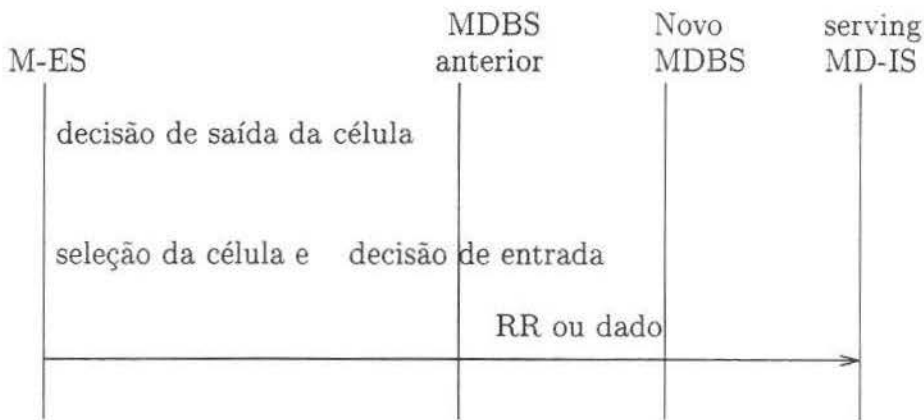 MDBS Novo serving
M-ES anterior MDBS MD-IS
decisão de saída da célula
seleção da célula e decisão de entrada
RR ou dado